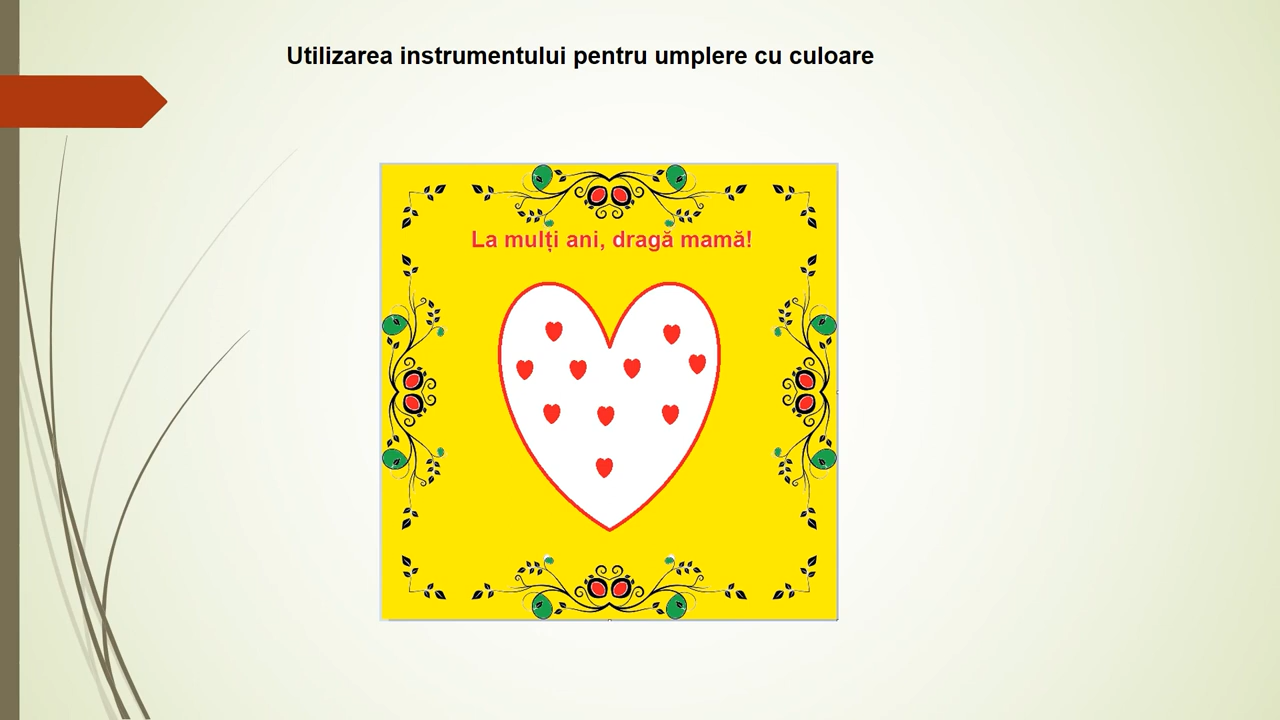 Utilizarea instrumentului pentru umplere cu culoare
La mulți ani, dragă mamă!